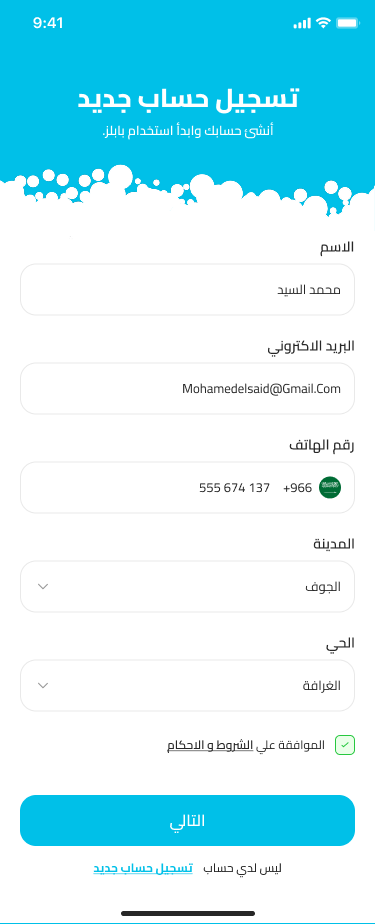 9:41
تسجيل حساب جديد
أنشئ حسابك وابدأ استخدام بابلز.
الاسم
محمد السيد
البريد الاكتروني
Mohamedelsaid@Gmail.Com
رقم الهاتف
+966 555 674 137
المدينة
الجوف
الحي
الغرافة
الموافقة علي الشروط و الاحكام
التالي
ليس لدي حساب تسجيل حساب جديد